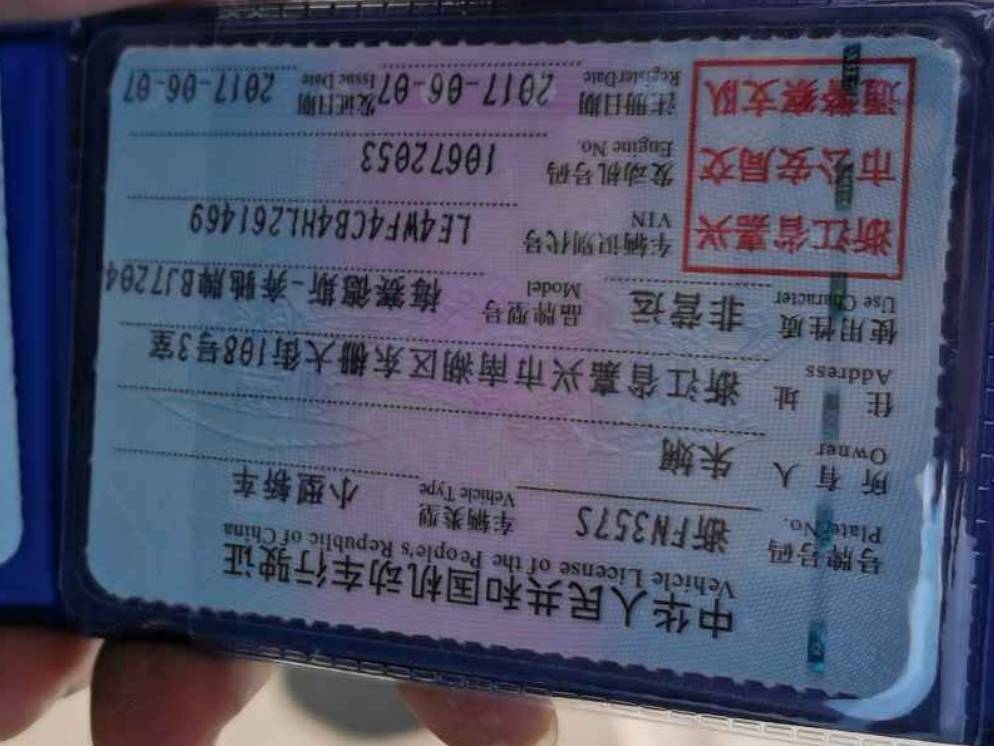 中华人民共和国机动车行驶证
Vehicle License of the People's Republic of China
号牌号码 浙FN357S 车辆类型 小型轿车
Plate No. Vehicle Type
所有人 朱娴
Owner
住址 浙江省嘉兴市南湖区东栅大街108号3室
Address
使用性质 非营运 品牌型号 梅赛德斯-奔驰牌BJ7204
Use Character Model
浙江省嘉兴
市公安局交
通警察支队
车辆识别代号 LE4WF4CB4HL261469
VIN
发动机号码 10672053
Engine No.
注册日期 2017-06-07 发证日期 2017-06-07
Register Date Issue Date